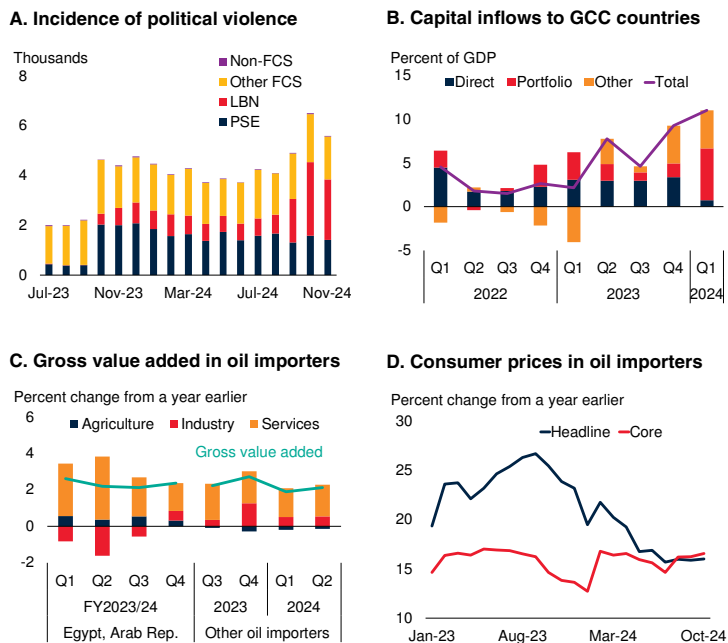 A. Incidence of political violence
Thousands
8
6
4
2
0
Non-FCS
Other FCS
LBN
PSE
Jul-23 Nov-23 Mar-24 Jul-24 Nov-24
B. Capital inflows to GCC countries
Percent of GDP
15
10
5
0
-5
Direct Portfolio Other Total
Q1 Q2 Q3 Q4 Q1 Q2 Q3 Q4 Q1
2022 2023 2024
C. Gross value added in oil importers
Percent change from a year earlier
6
4
2
0
-2
Agriculture Industry Services
Gross value added
Q1 Q2 Q3 Q4 Q3 Q4 Q1 Q2
FY2023/24 2023 2024
Egypt, Arab Rep. Other oil importers
D. Consumer prices in oil importers
Percent change from a year earlier
30
25
20
15
10
Headline Core
Jan-23 Aug-23 Mar-24 Oct-24